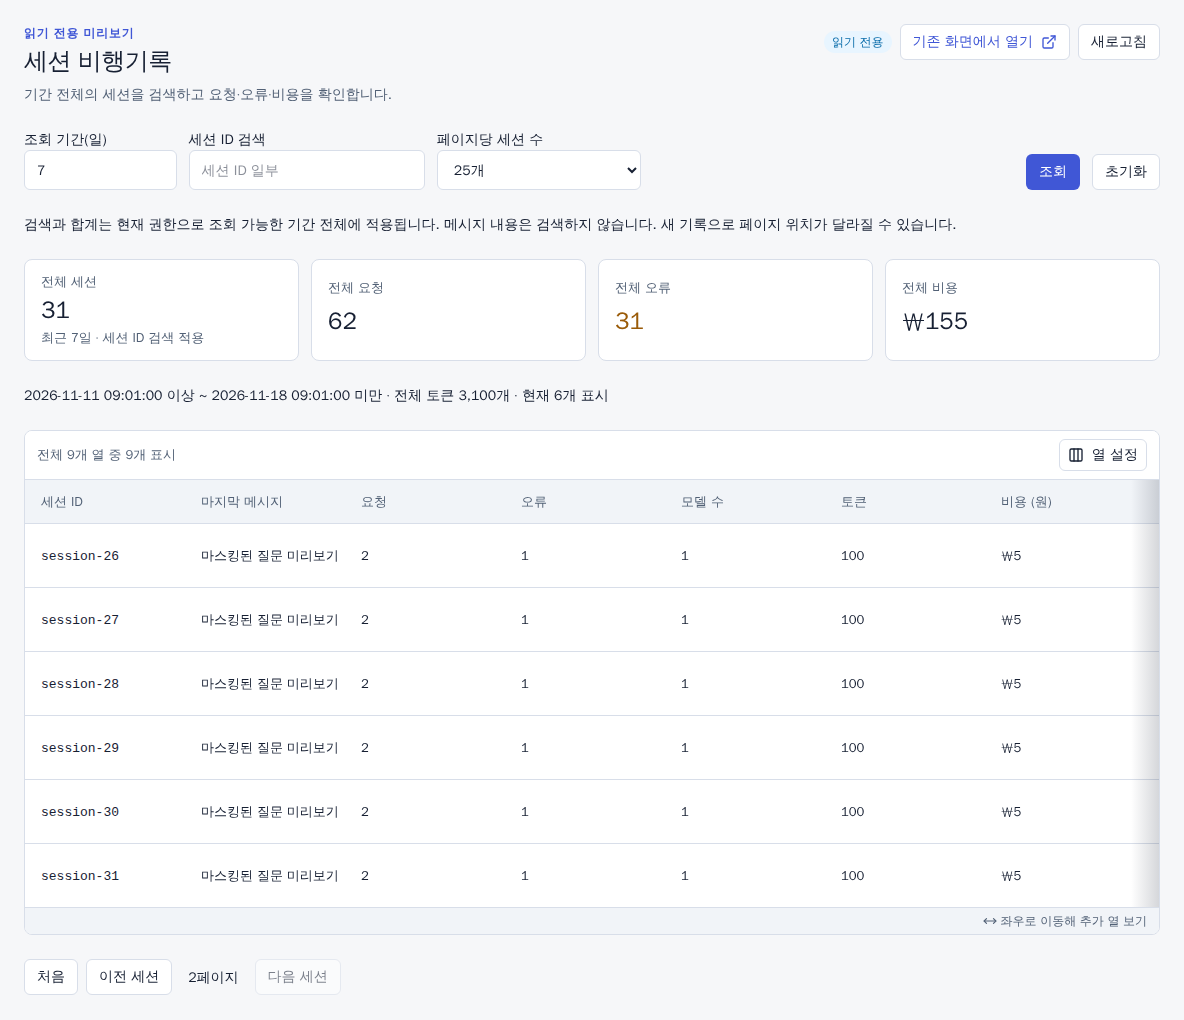 읽기 전용 미리보기
세션 비행기록
기간 전체의 세션을 검색하고 요청·오류·비용을 확인합니다.
읽기 전용
기존 화면에서 열기
새로고침
조회 기간(일)
세션 ID 검색
페이지당 세션 수
7
세션 ID 일부
25개
조회
초기화
검색과 합계는 현재 권한으로 조회 가능한 기간 전체에 적용됩니다. 메시지 내용은 검색하지 않습니다. 새 기록으로 페이지 위치가 달라질 수 있습니다.
전체 세션
31
최근 7일 · 세션 ID 검색 적용
전체 요청
62
전체 오류
31
전체 비용
₩155
2026-11-11 09:01:00 이상 ~ 2026-11-18 09:01:00 미만 · 전체 토큰 3,100개 · 현재 6개 표시
전체 9개 열 중 9개 표시
열 설정
세션 ID 마지막 메시지 요청 오류 모델 수 토큰 비용 (원)
session-26 마스킹된 질문 미리보기 2 1 1 100 ₩5
session-27 마스킹된 질문 미리보기 2 1 1 100 ₩5
session-28 마스킹된 질문 미리보기 2 1 1 100 ₩5
session-29 마스킹된 질문 미리보기 2 1 1 100 ₩5
session-30 마스킹된 질문 미리보기 2 1 1 100 ₩5
session-31 마스킹된 질문 미리보기 2 1 1 100 ₩5
↔ 좌우로 이동해 추가 열 보기
처음
이전 세션
2페이지
다음 세션